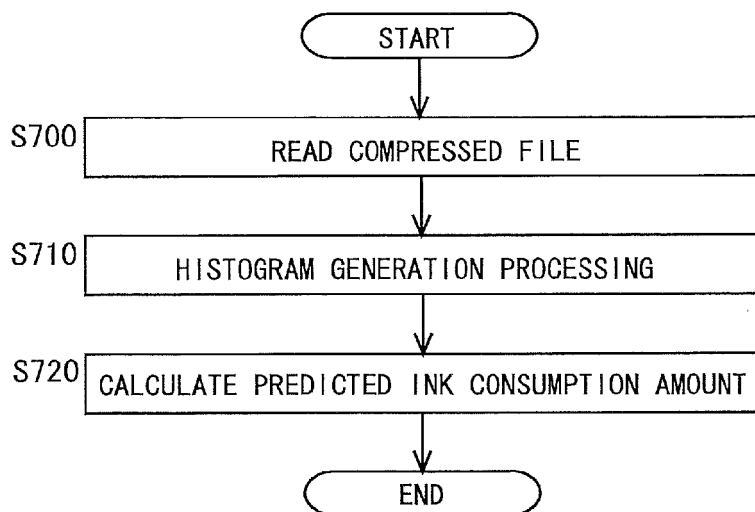 START
S700
READ COMPRESSED FILE
S710
HISTOGRAM GENERATION PROCESSING
S720
CALCULATE PREDICTED INK CONSUMPTION AMOUNT
END